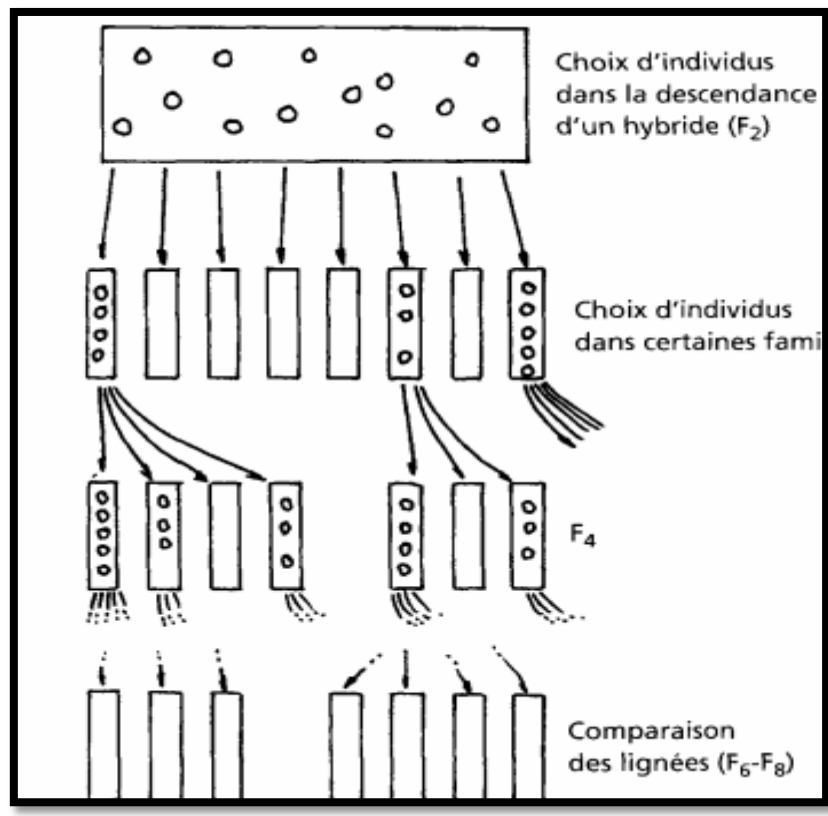 Choix d'individus
dans la descendance
d'un hybride (F₂)
Choix d'individus
dans certaines fami
F₄
Comparaison
des lignées (F₆-F₈)